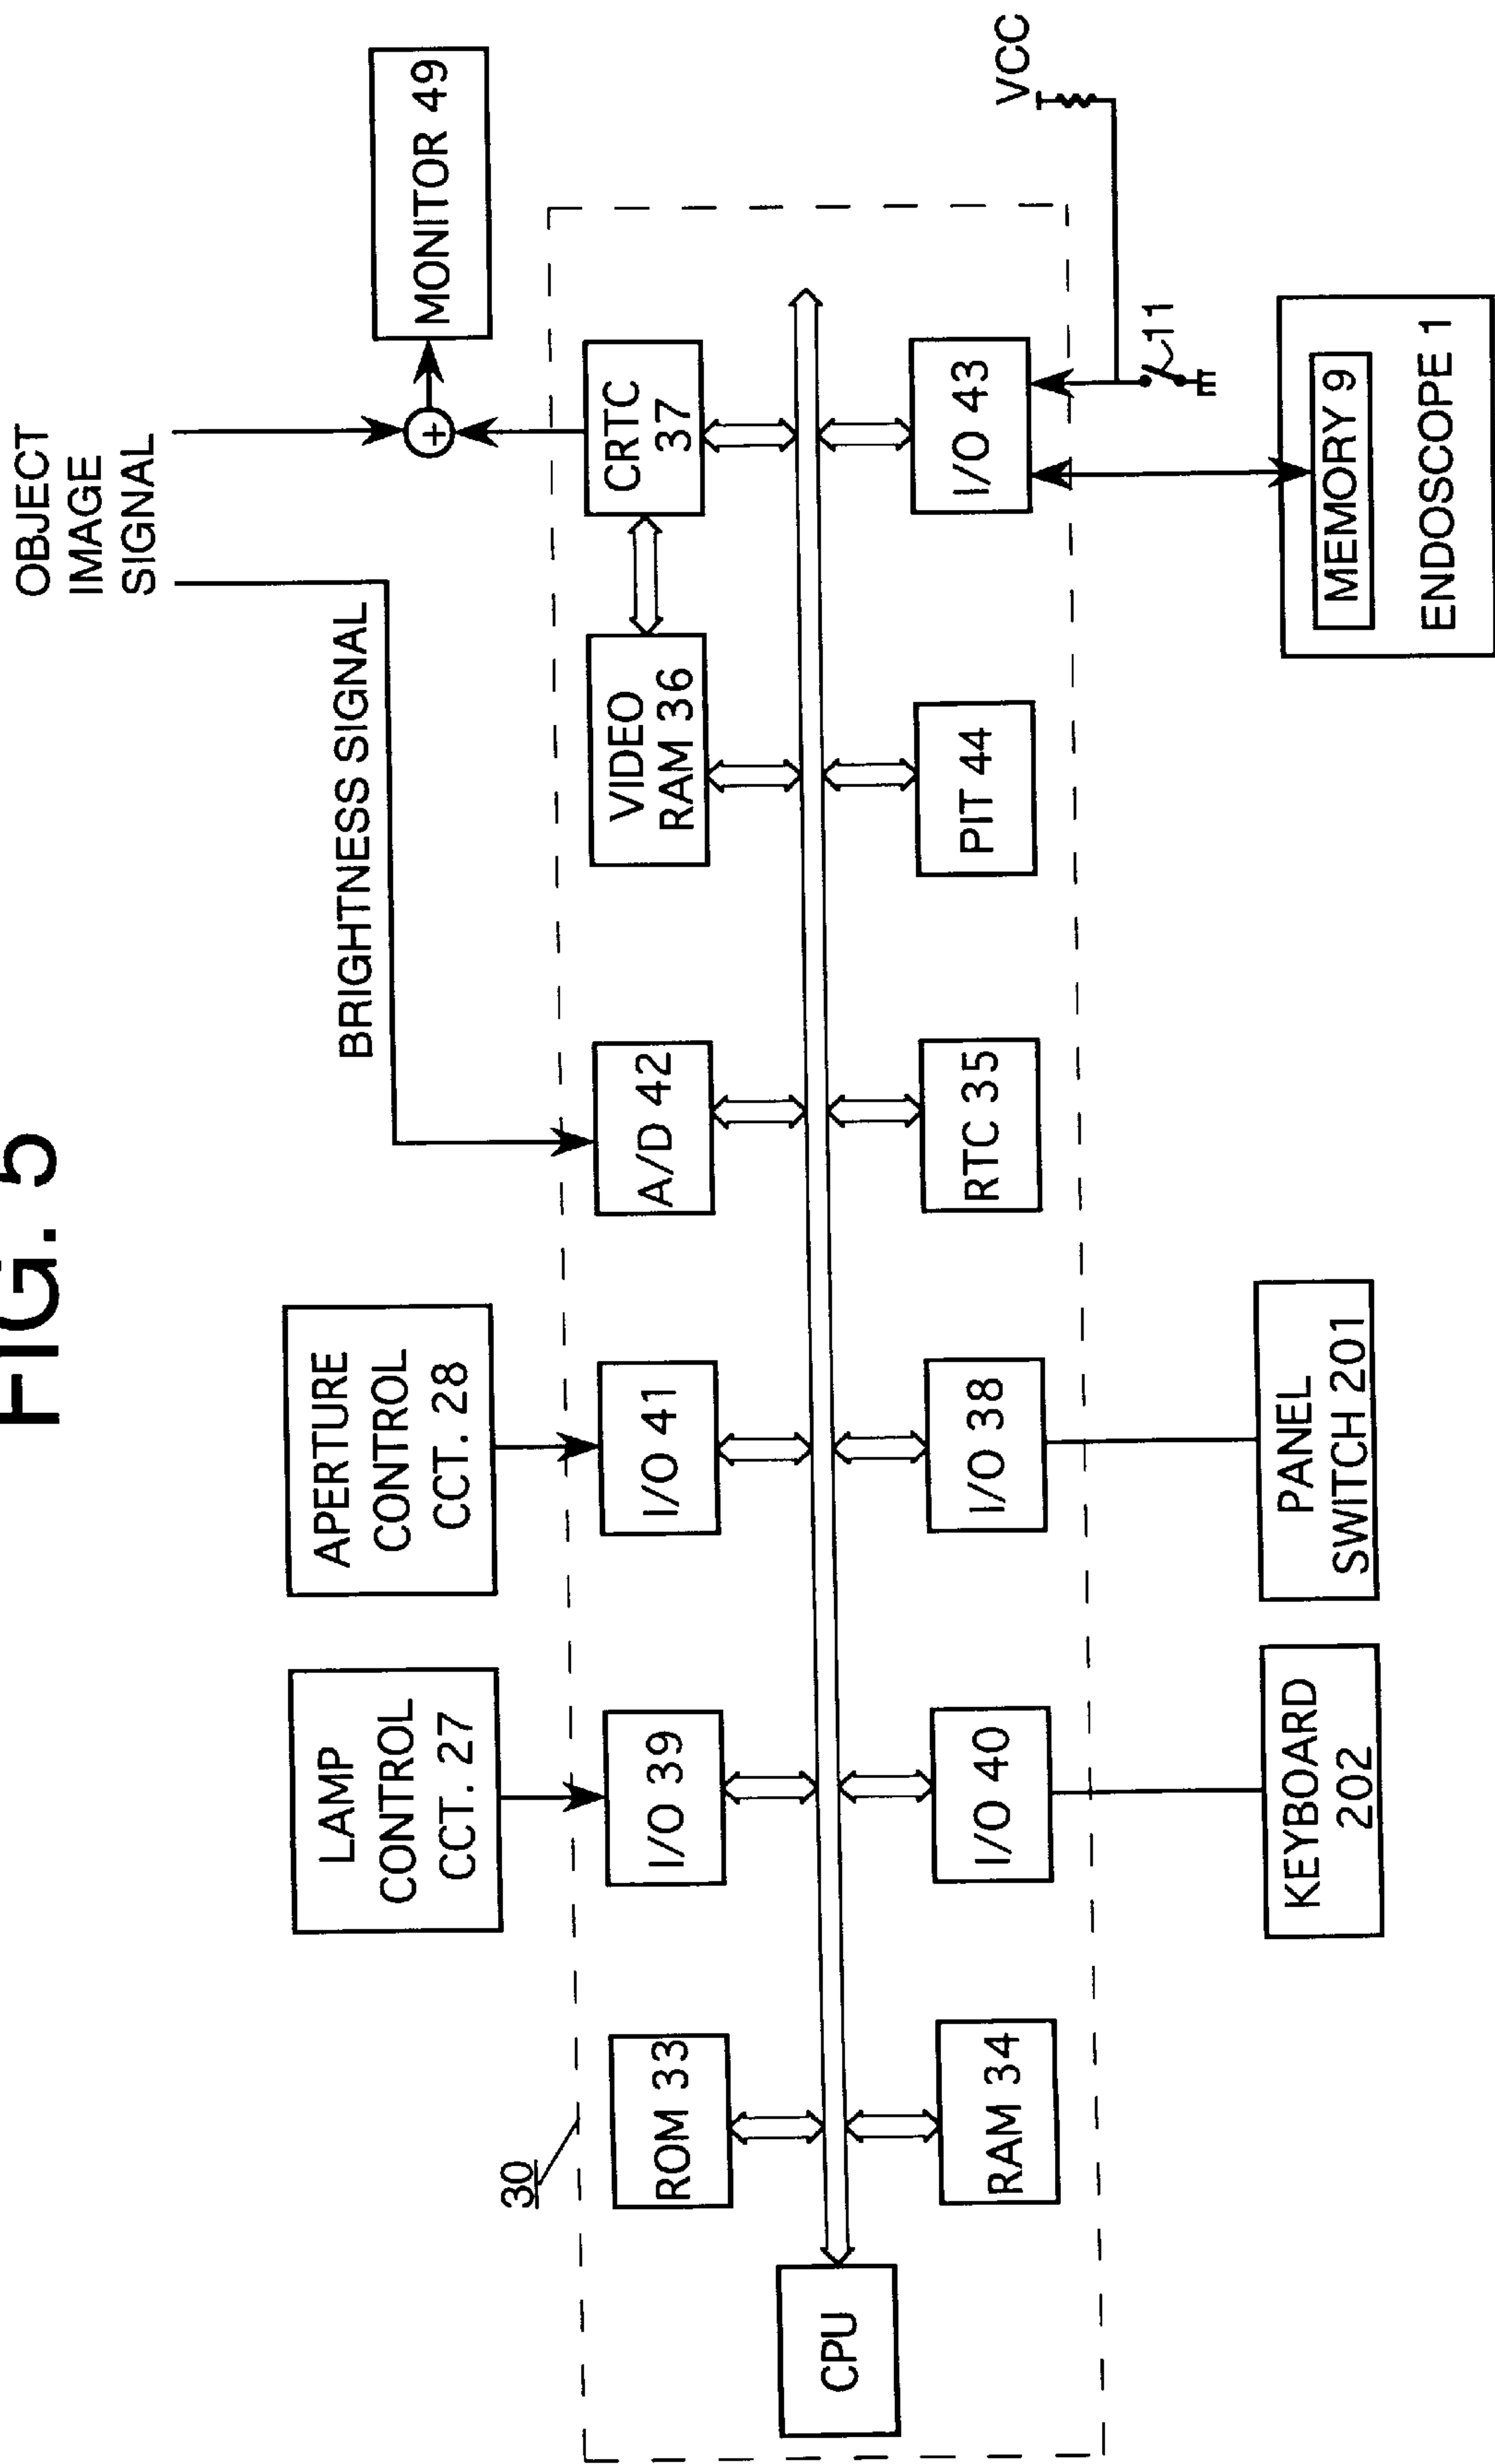 FIG. 5
OBJECT
IMAGE
SIGNAL
BRIGHTNESS SIGNAL
MONITOR 49
LAMP
CONTROL
CCT. 27
APERTURE
CONTROL
CCT. 28
30
ROM 33
I/O 39
I/O 41
A/D 42
VIDEO
RAM 36
CRTC
37
CPU
RAM 34
I/O 40
I/O 38
RTC 35
PIT 44
I/O 43
VCC
11
KEYBOARD
202
PANEL
SWITCH 201
MEMORY 9
ENDOSCOPE 1
+